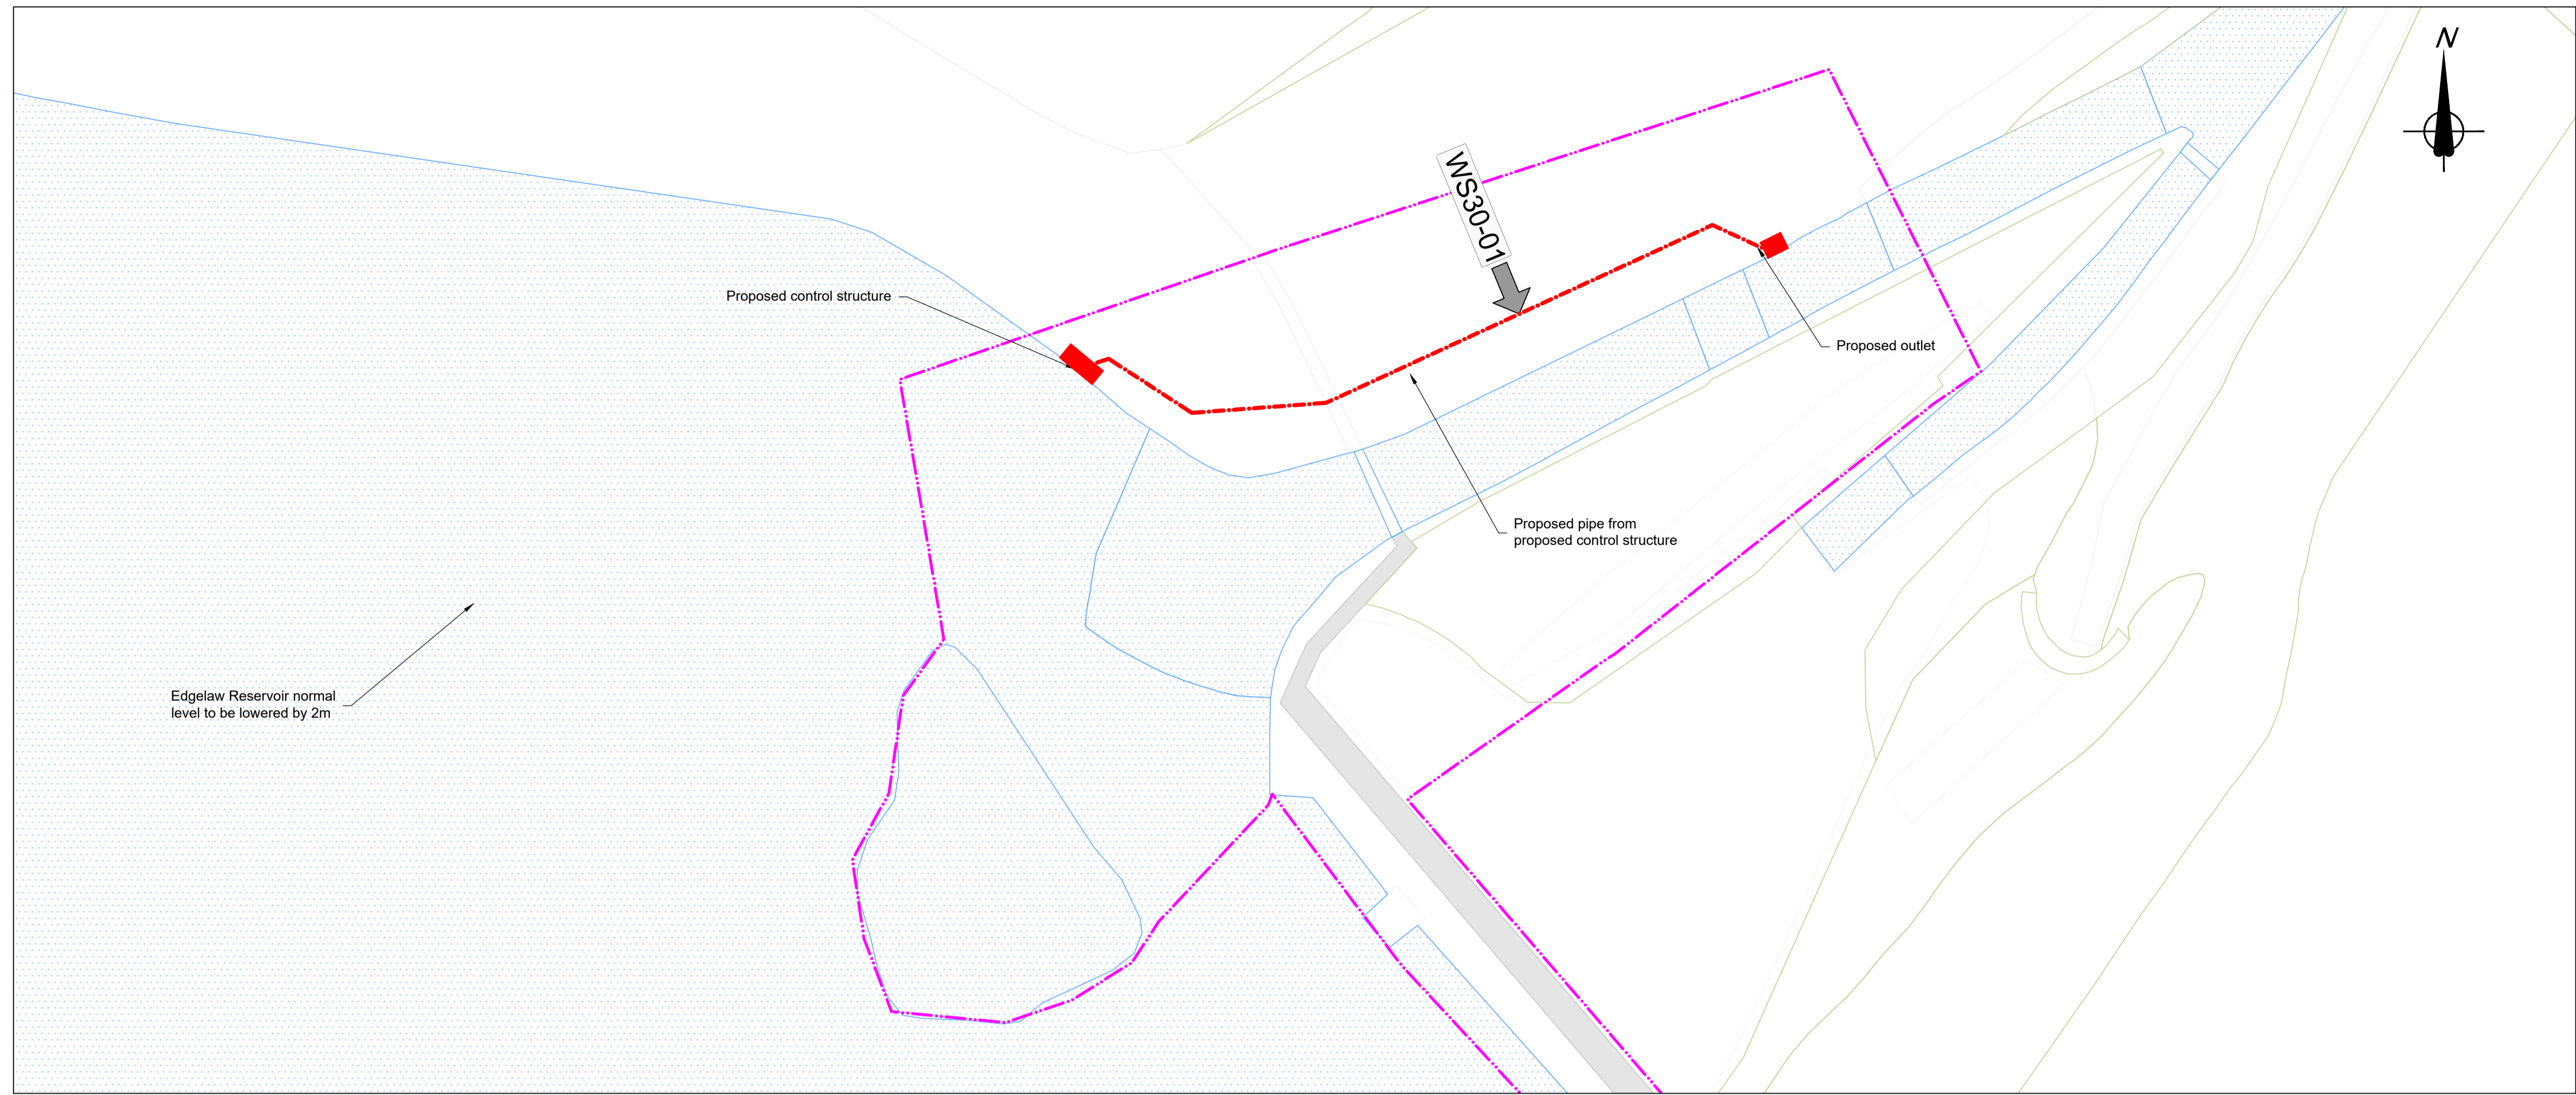 N
WS30-01
Proposed control structure
Proposed outlet
Proposed pipe from
proposed control structure
Edgelaw Reservoir normal
level to be lowered by 2m